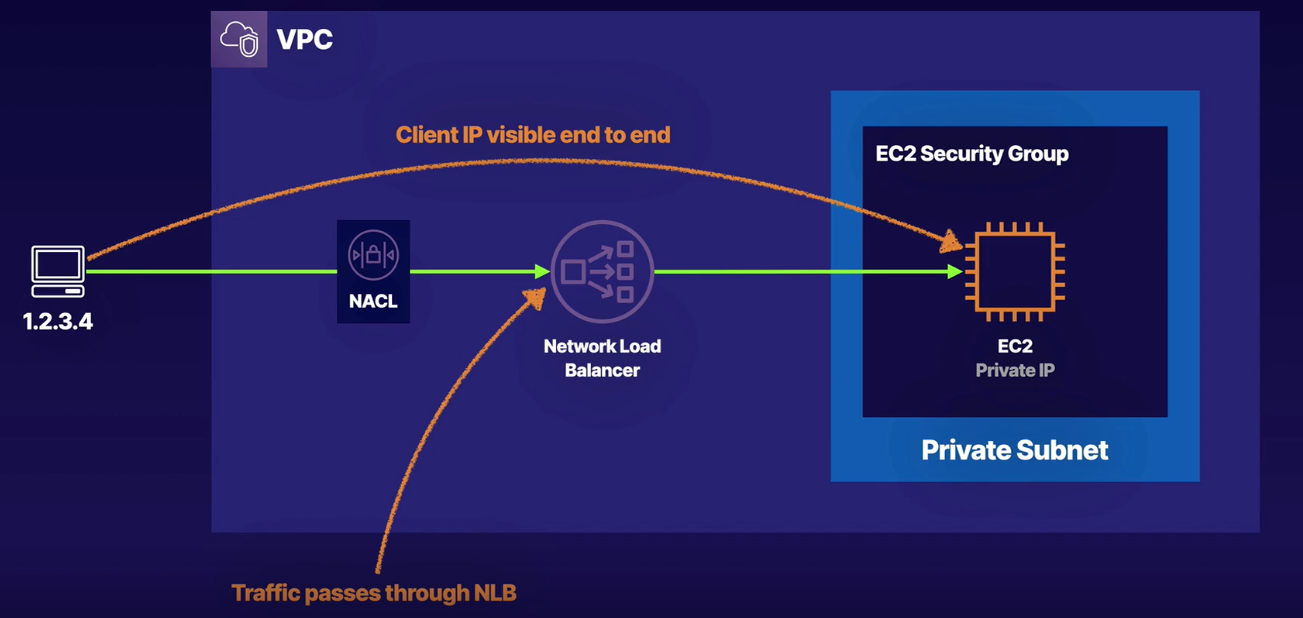 VPC
Client IP visible end to end
EC2 Security Group
NACL
1.2.3.4
Network Load
Balancer
EC2
Private IP
Private Subnet
Traffic passes through NLB